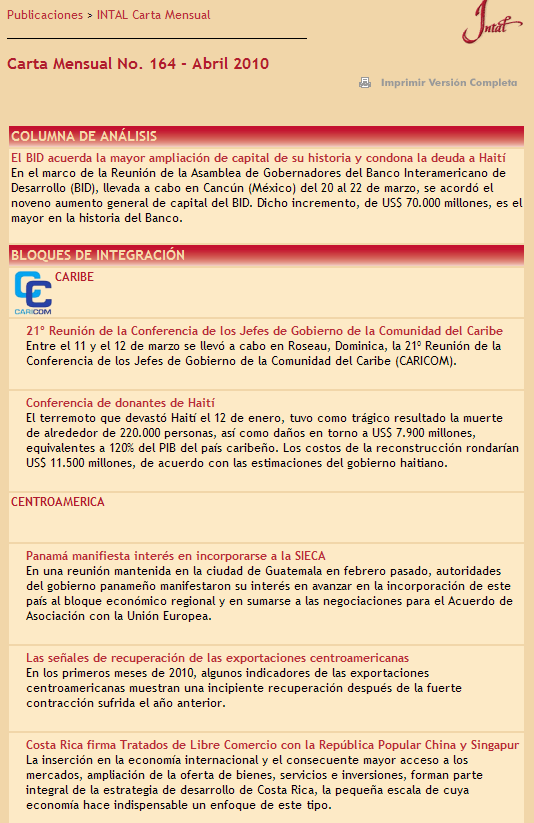 Publicaciones > INTAL Carta Mensual
Intal
Carta Mensual No. 164 - Abril 2010
Imprimir Versión Completa
COLUMNA DE ANÁLISIS
El BID acuerda la mayor ampliación de capital de su historia y condona la deuda a Haití
En el marco de la Reunión de la Asamblea de Gobernadores del Banco Interamericano de
Desarrollo (BID), llevada a cabo en Cancún (México) del 20 al 22 de marzo, se acordó el
noveno aumento general de capital del BID. Dicho incremento, de US$ 70.000 millones, es el
mayor en la historia del Banco.
BLOQUES DE INTEGRACIÓN
CARICOM
CARIBE
21º Reunión de la Conferencia de los Jefes de Gobierno de la Comunidad del Caribe
Entre el 11 y el 12 de marzo se llevó a cabo en Roseau, Dominica, la 21º Reunión de la
Conferencia de los Jefes de Gobierno de la Comunidad del Caribe (CARICOM).
Conferencia de donantes de Haití
El terremoto que devastó Haití el 12 de enero, tuvo como trágico resultado la muerte
de alrededor de 220.000 personas, así como daños en torno a US$ 7.900 millones,
equivalentes a 120% del PIB del país caribeño. Los costos de la reconstrucción rondarían
US$ 11.500 millones, de acuerdo con las estimaciones del gobierno haitiano.
CENTROAMERICA
Panamá manifiesta interés en incorporarse a la SIECA
En una reunión mantenida en la ciudad de Guatemala en febrero pasado, autoridades
del gobierno panameño manifestaron su interés en avanzar en la incorporación de este
país al bloque económico regional y en sumarse a las negociaciones para el Acuerdo de
Asociación con la Unión Europea.
Las señales de recuperación de las exportaciones centroamericanas
En los primeros meses de 2010, algunos indicadores de las exportaciones
centroamericanas muestran una incipiente recuperación después de la fuerte
contracción sufrida el año anterior.
Costa Rica firma Tratados de Libre Comercio con la República Popular China y Singapur
La inserción en la economía internacional y el consecuente mayor acceso a los
mercados, ampliación de la oferta de bienes, servicios e inversiones, forman parte
integral de la estrategia de desarrollo de Costa Rica, la pequeña escala de cuya
economía hace indispensable un enfoque de este tipo.